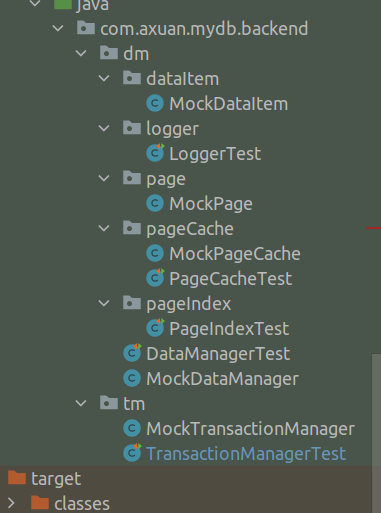 java
com.axuan.mydb.backend
dm
dataItem
MockDataItem
logger
LoggerTest
page
MockPage
pageCache
MockPageCache
PageCacheTest
pageIndex
PageIndexTest
DataManagerTest
MockDataManager
tm
MockTransactionManager
TransactionManagerTest
target
classes